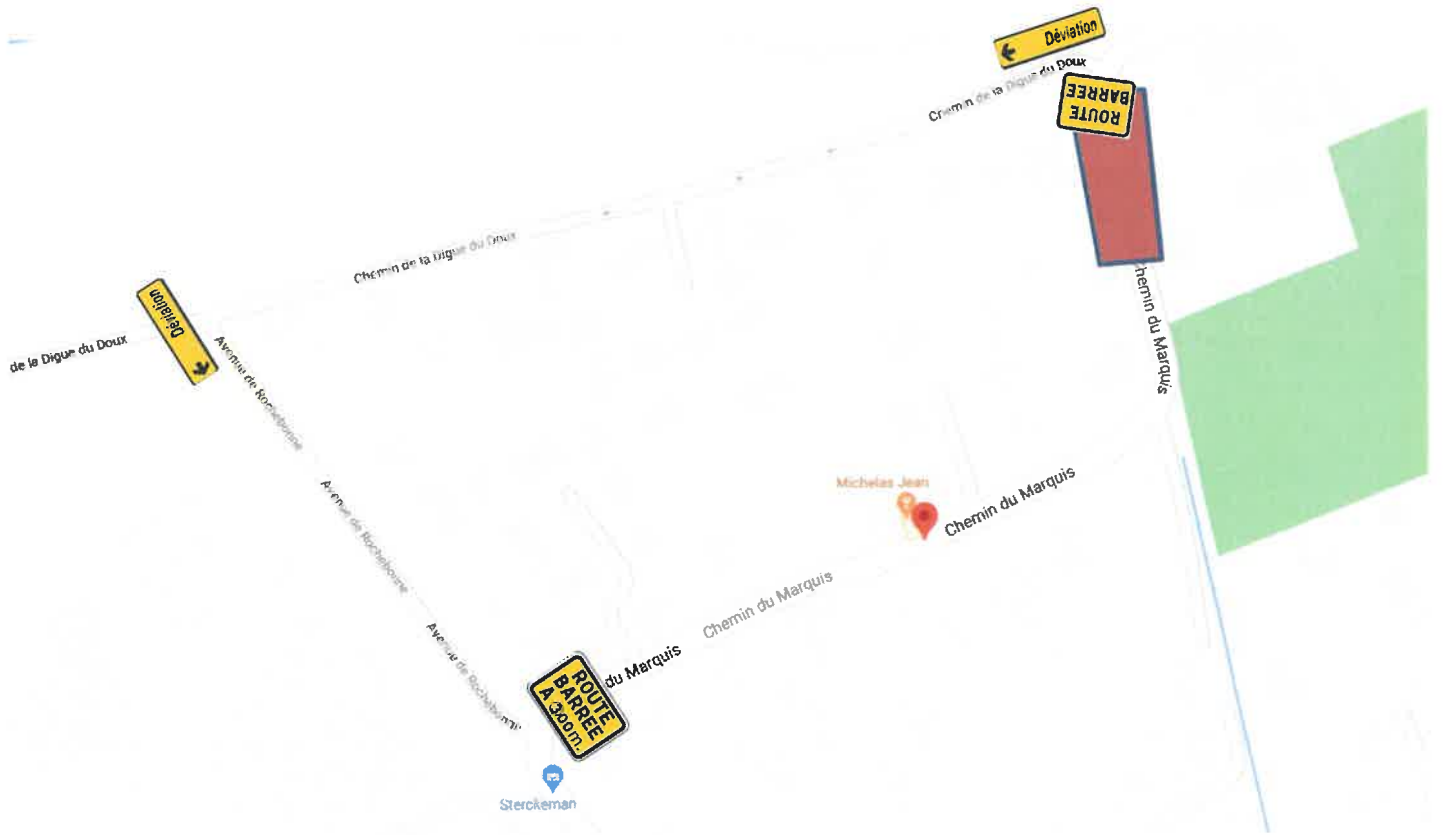 Déviation
Chemin de la Digue du Doux
ROUTE
BARREE
Chemin de la Digue du Doux
Déviation
de la Digue du Doux
Chemin du Marquis
Avenue de Rochebonne
Michelas Jean
Chemin du Marquis
Avenue de Rochebonne
Chemin du Marquis
Avenue de Rochebonne
du Marquis
ROUTE
BARREE
A 300m.
Sterckeman